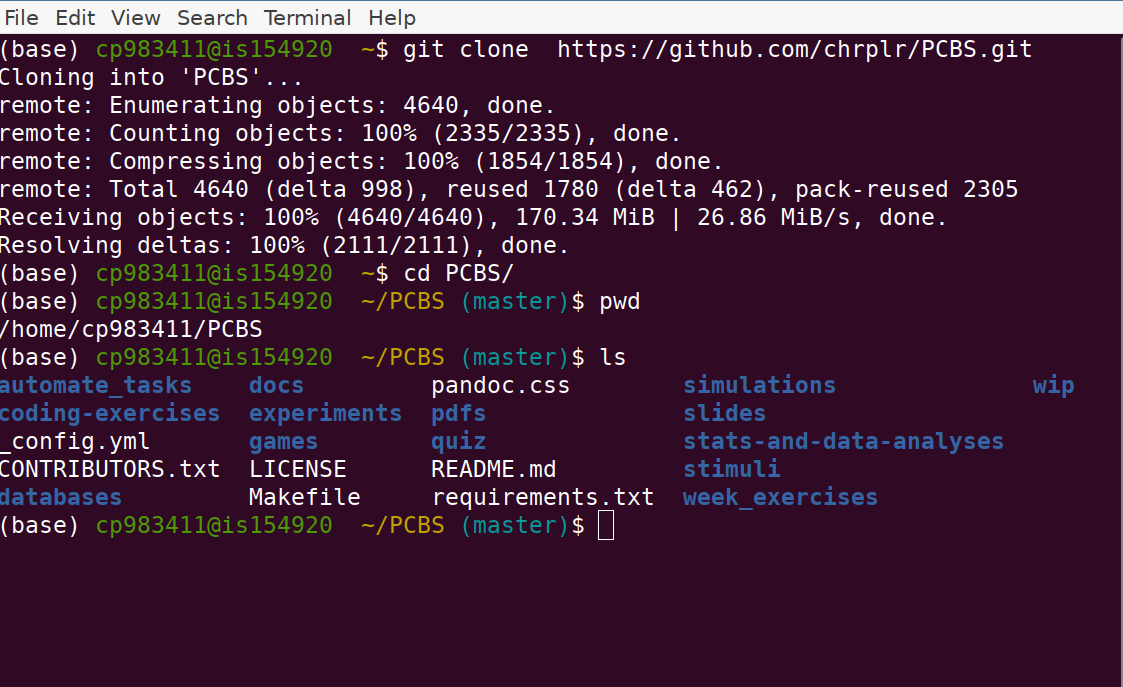 File Edit View Search Terminal Help
(base) cp983411@is154920  ~$ git clone  https://github.com/chrplr/PCBS.git
Cloning into 'PCBS'...
remote: Enumerating objects: 4640, done.
remote: Counting objects: 100% (2335/2335), done.
remote: Compressing objects: 100% (1854/1854), done.
remote: Total 4640 (delta 998), reused 1780 (delta 462), pack-reused 2305
Receiving objects: 100% (4640/4640), 170.34 MiB | 26.86 MiB/s, done.
Resolving deltas: 100% (2111/2111), done.
(base) cp983411@is154920  ~$ cd PCBS/
(base) cp983411@is154920  ~/PCBS (master)$ pwd
/home/cp983411/PCBS
(base) cp983411@is154920  ~/PCBS (master)$ ls
automate_tasks    docs         pandoc.css        simulations              wip
coding-exercises  experiments  pdfs              slides
_config.yml       games        quiz              stats-and-data-analyses
CONTRIBUTORS.txt  LICENSE      README.md         stimuli
databases         Makefile     requirements.txt  week_exercises
(base) cp983411@is154920  ~/PCBS (master)$